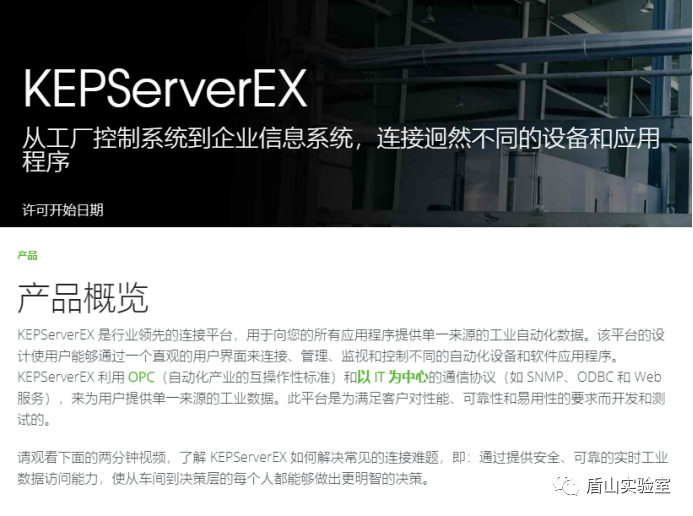 KEPServerEX
从工厂控制系统到企业信息系统，连接迥然不同的设备和应用
程序
许可开始日期
产品
产品概览
KEPServerEX 是行业领先的连接平台，用于向您的所有应用程序提供单一来源的工业自动化数据。该平台的设
计使用户能够通过一个直观的用户界面来连接、管理、监视和控制不同的自动化设备和软件应用程序。
KEPServerEX 利用 OPC（自动化产业的互操作性标准）和以 IT 为中心的通信协议（如 SNMP、ODBC 和 Web
服务），来为用户提供单一来源的工业数据。此平台是为满足客户对性能、可靠性和易用性的要求而开发和测
试的。
请观看下面的两分钟视频，了解 KEPServerEX 如何解决常见的连接难题，即：通过提供安全、可靠的实时工业
数据访问能力，使从车间到决策层的每个人都能够做出更明智的决策。
盾山实验室